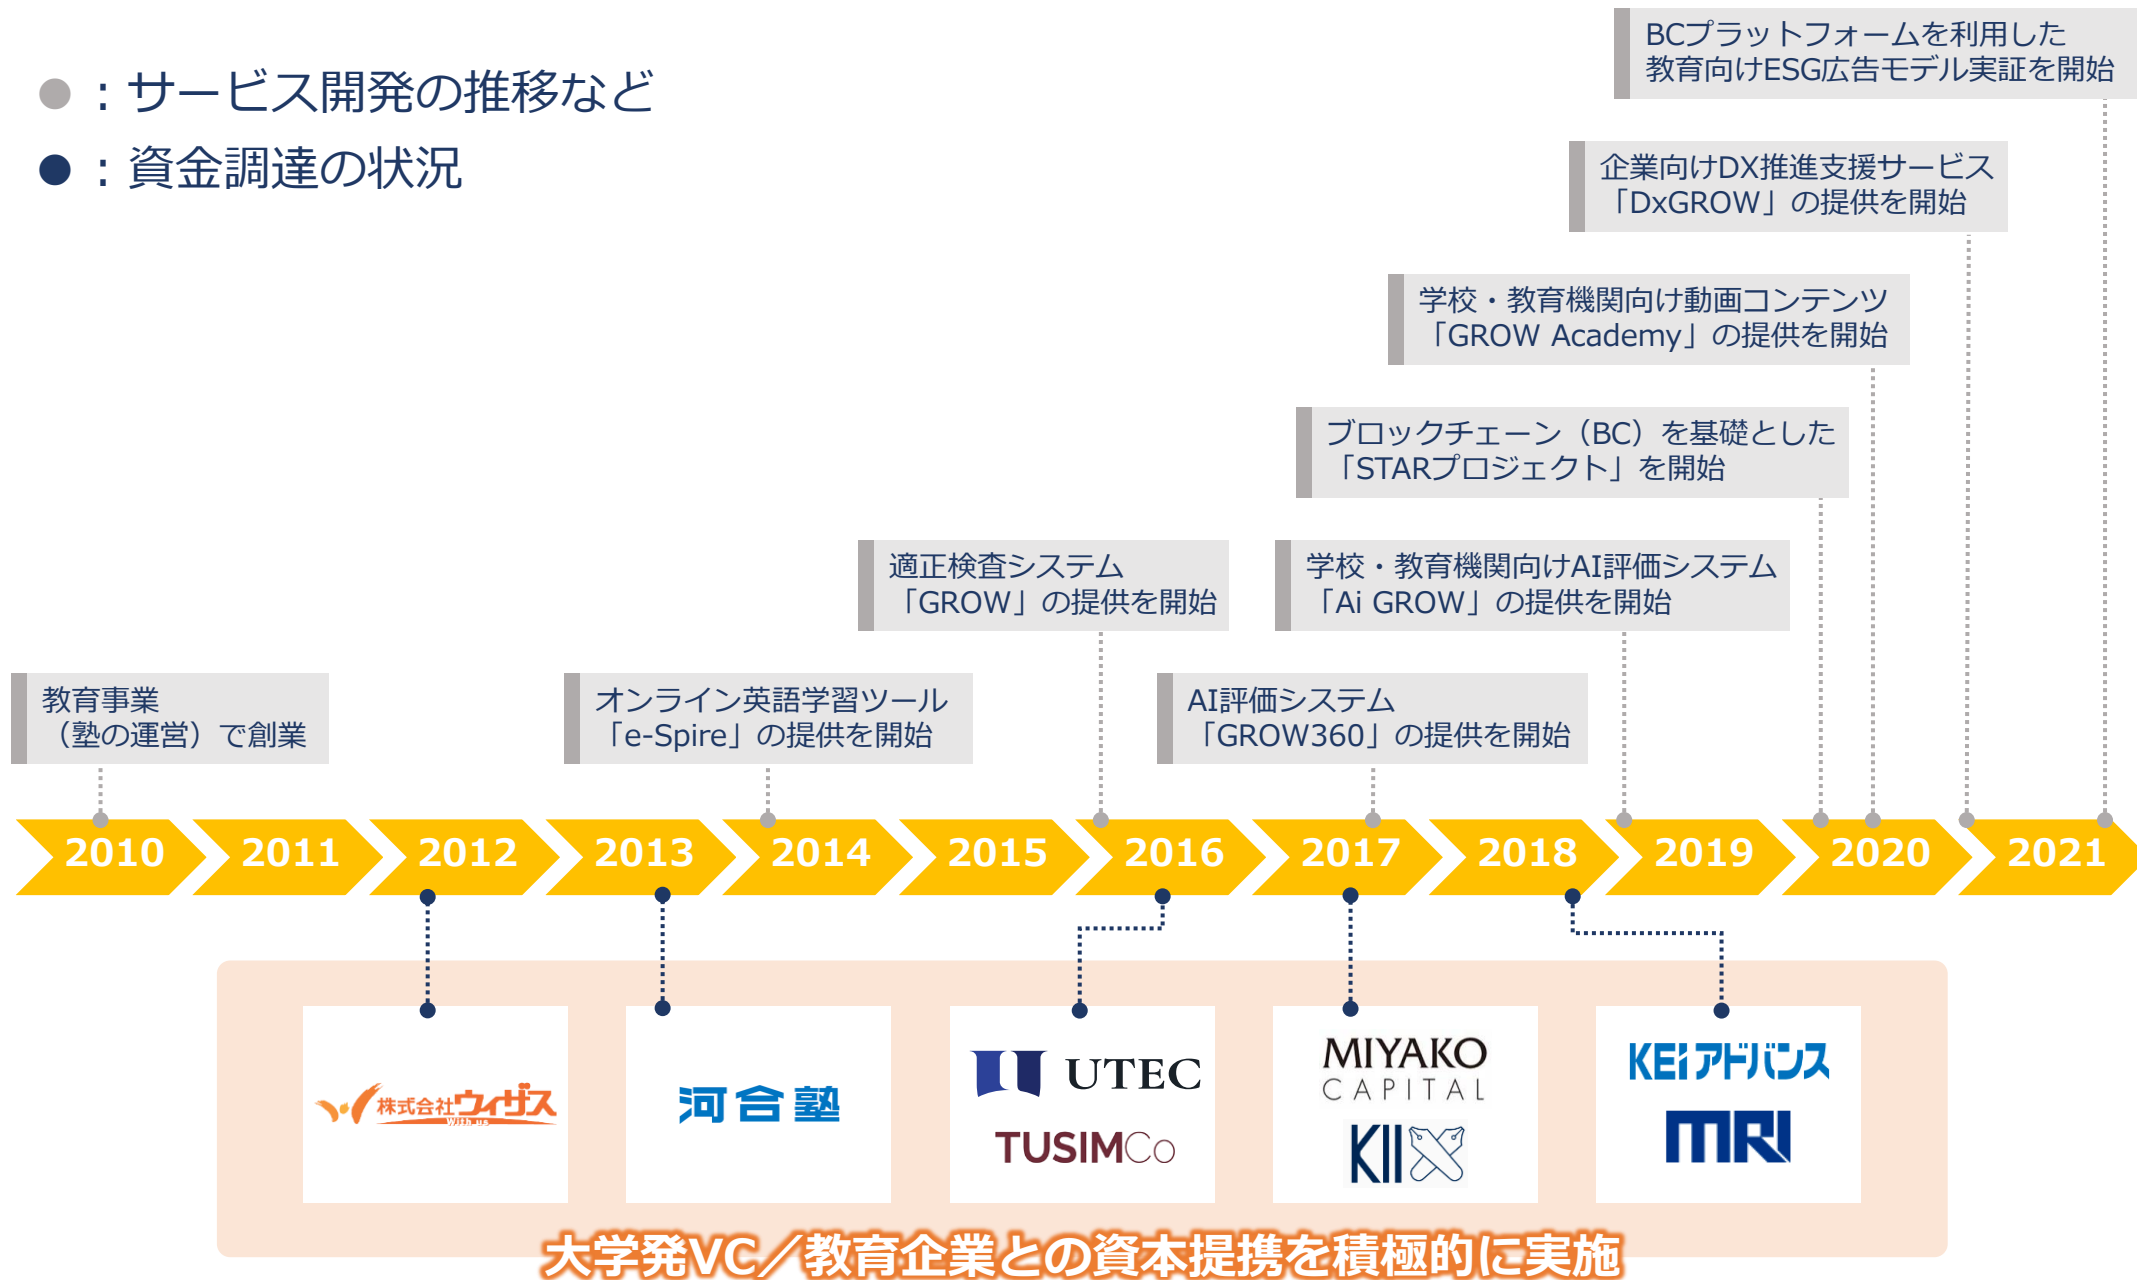 ：サービス開発の推移など
：資金調達の状況
BCプラットフォームを利用した
教育向けESG広告モデル実証を開始
企業向けDX推進支援サービス
「DxGROW」の提供を開始
学校・教育機関向け動画コンテンツ
「GROW Academy」の提供を開始
ブロックチェーン（BC）を基礎とした
「STARプロジェクト」を開始
適正検査システム
「GROW」の提供を開始
学校・教育機関向けAI評価システム
「Ai GROW」の提供を開始
教育事業
（塾の運営）で創業
オンライン英語学習ツール
「e-Spire」の提供を開始
AI評価システム
「GROW360」の提供を開始
2010 2011 2012 2013 2014 2015 2016 2017 2018 2019 2020 2021
株式会社ウィザス
With us
河合塾
UTEC
TUSIMCo
MIYAKO
CAPITAL
KII
KEIアドバンス
MRI
大学発VC／教育企業との資本提携を積極的に実施